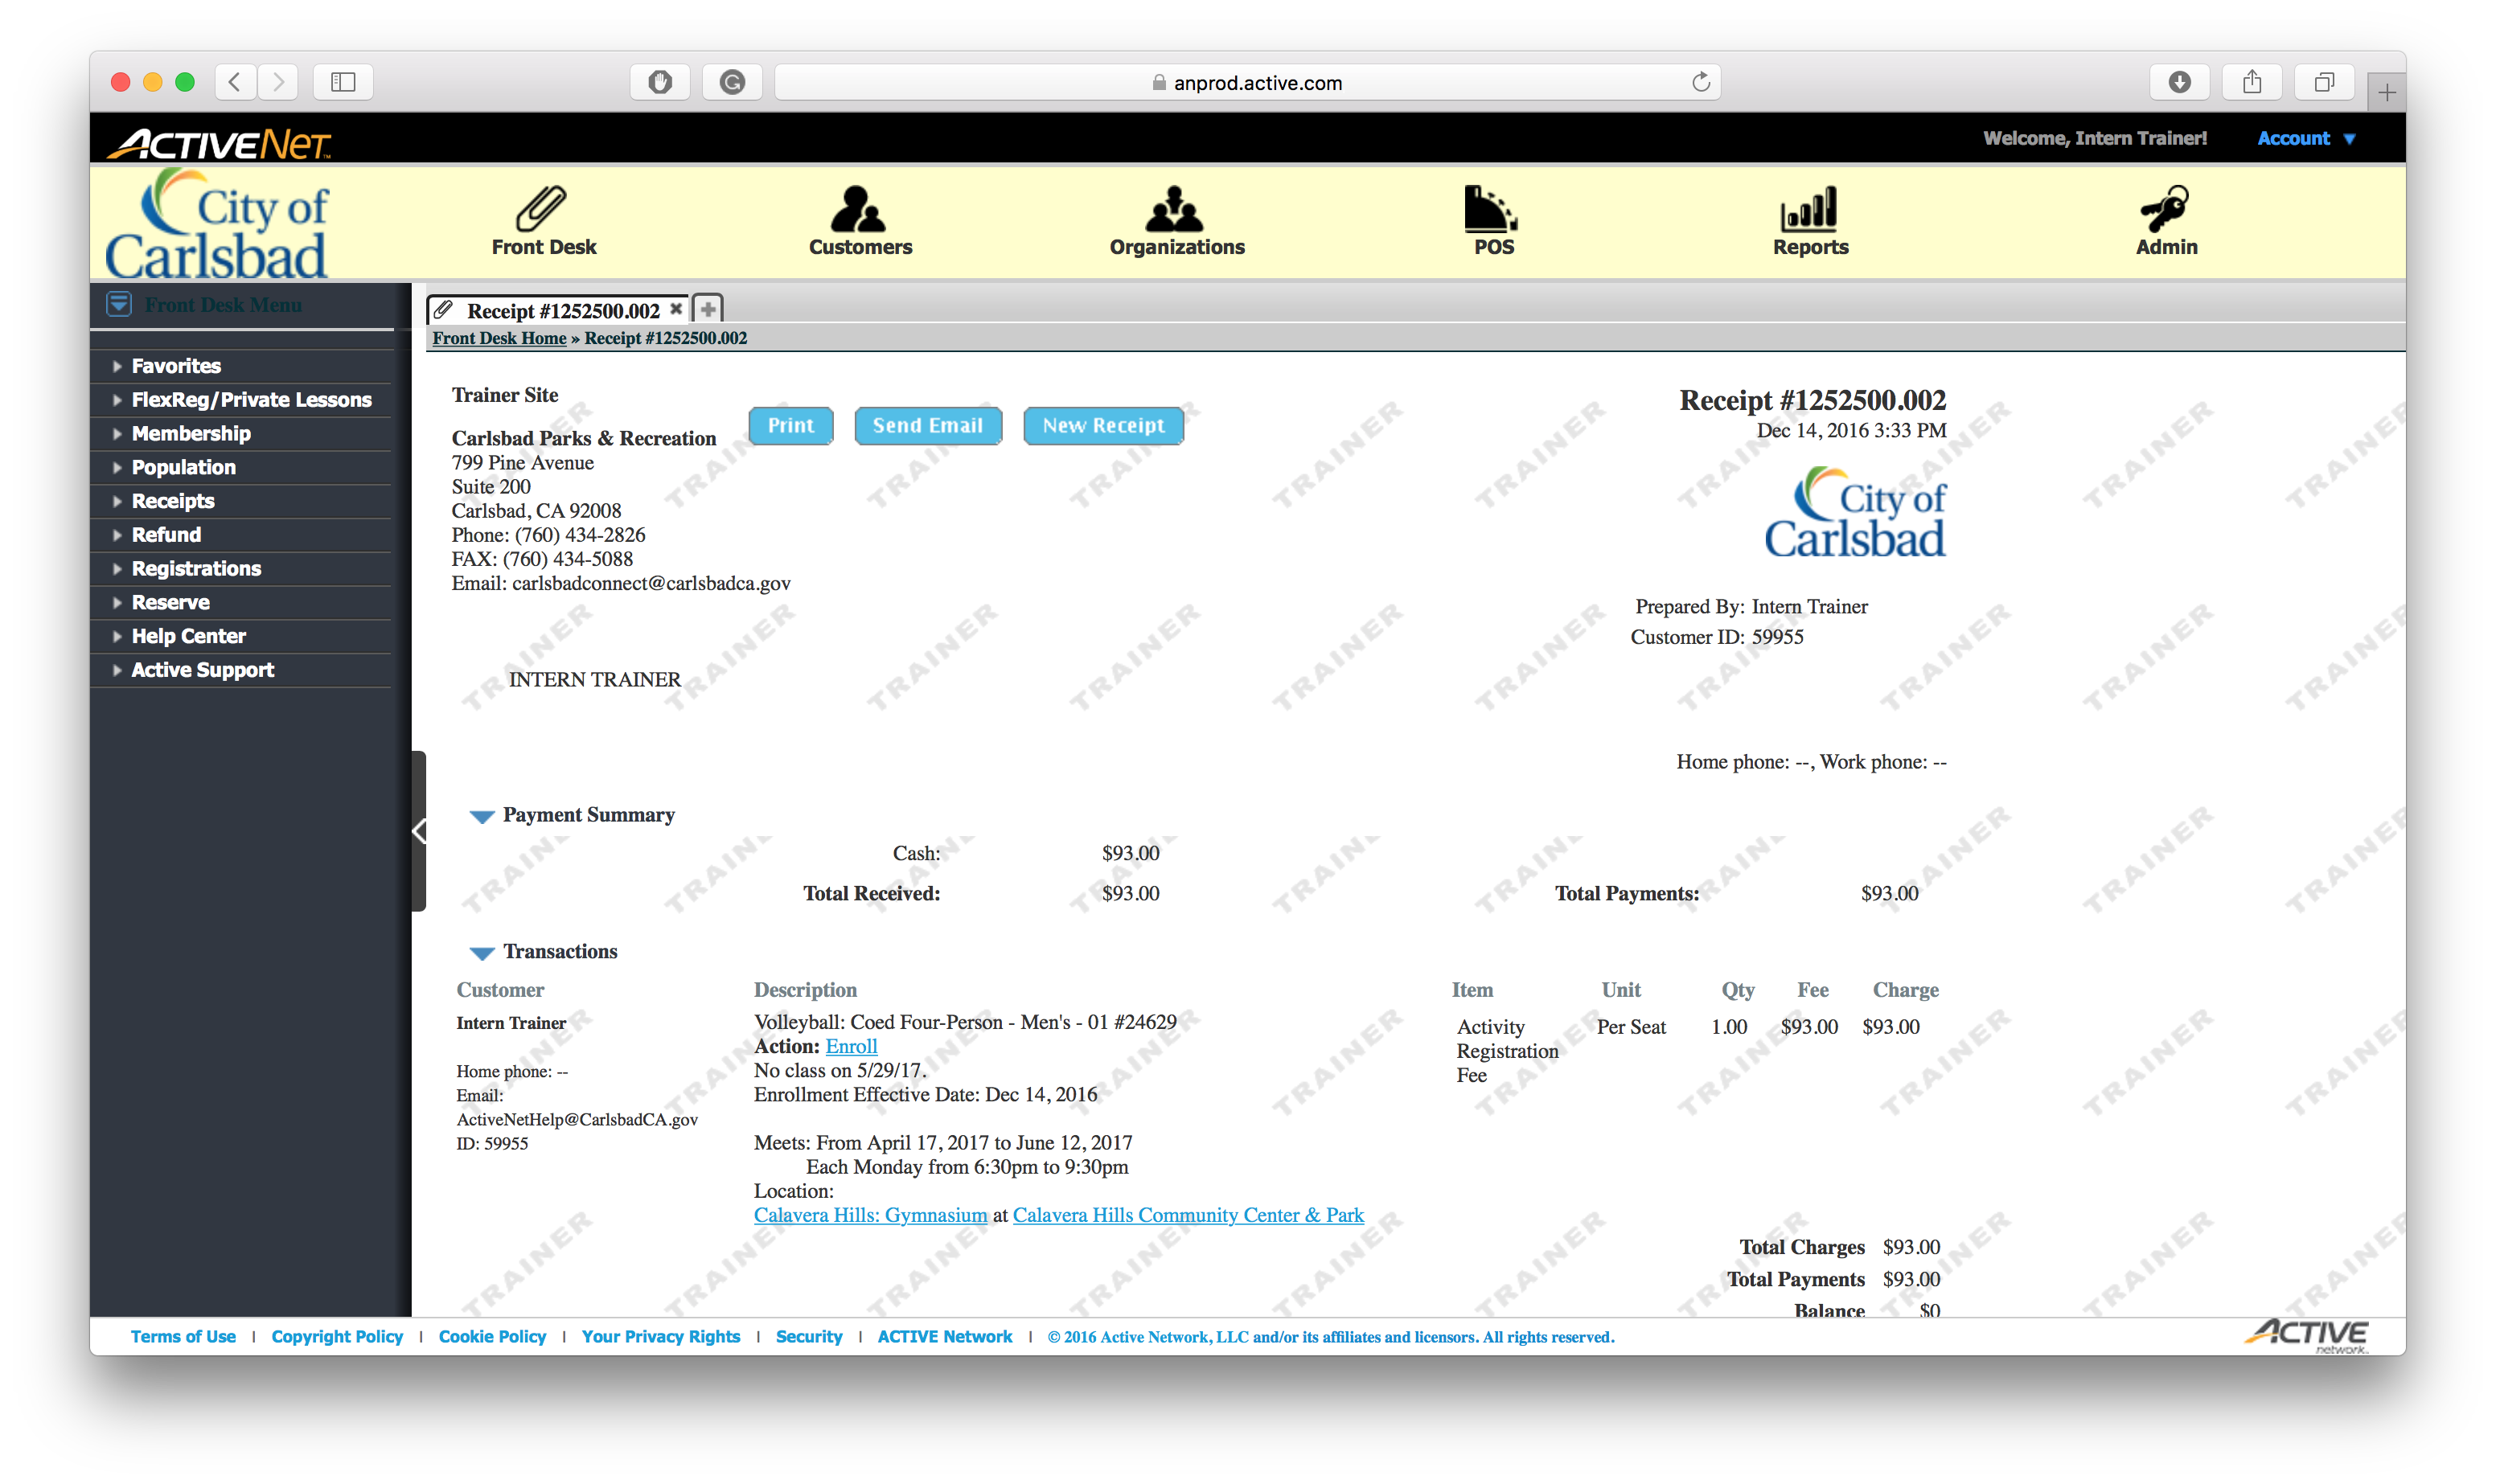 anprod.active.com
ACTIVENET
Welcome, Intern Trainer!
Account
City of
Carlsbad
Front Desk
Customers
Organizations
POS
Reports
Admin
Front Desk Menu
Favorites
FlexReg/Private Lessons
Membership
Population
Receipts
Refund
Registrations
Reserve
Help Center
Active Support
Receipt #1252500.002
Front Desk Home » Receipt #1252500.002
Trainer Site
Carlsbad Parks & Recreation
799 Pine Avenue
Suite 200
Carlsbad, CA 92008
Phone: (760) 434-2826
FAX: (760) 434-5088
Email: carlsbadconnect@carlsbadca.gov
Print
Send Email
New Receipt
Receipt #1252500.002
Dec 14, 2016 3:33 PM
City of
Carlsbad
Prepared By: Intern Trainer
Customer ID: 59955
INTERN TRAINER
Home phone: --, Work phone: --
Payment Summary
Cash: $93.00
Total Received: $93.00
Total Payments: $93.00
Transactions
Customer Description Item Unit Qty Fee Charge
Intern Trainer
Home phone: --
Email:
ActiveNetHelp@CarlsbadCA.gov
ID: 59955
Volleyball: Coed Four-Person - Men's - 01 #24629
Action: Enroll
No class on 5/29/17.
Enrollment Effective Date: Dec 14, 2016
Meets: From April 17, 2017 to June 12, 2017
Each Monday from 6:30pm to 9:30pm
Location:
Calavera Hills: Gymnasium at Calavera Hills Community Center & Park
Activity
Registration
Fee
Per Seat 1.00 $93.00 $93.00
Total Charges $93.00
Total Payments $93.00
Balance $0
TRAINER
Terms of Use | Copyright Policy | Cookie Policy | Your Privacy Rights | Security | ACTIVE Network | © 2016 Active Network, LLC and/or its affiliates and licensors. All rights reserved.
ACTIVE
network